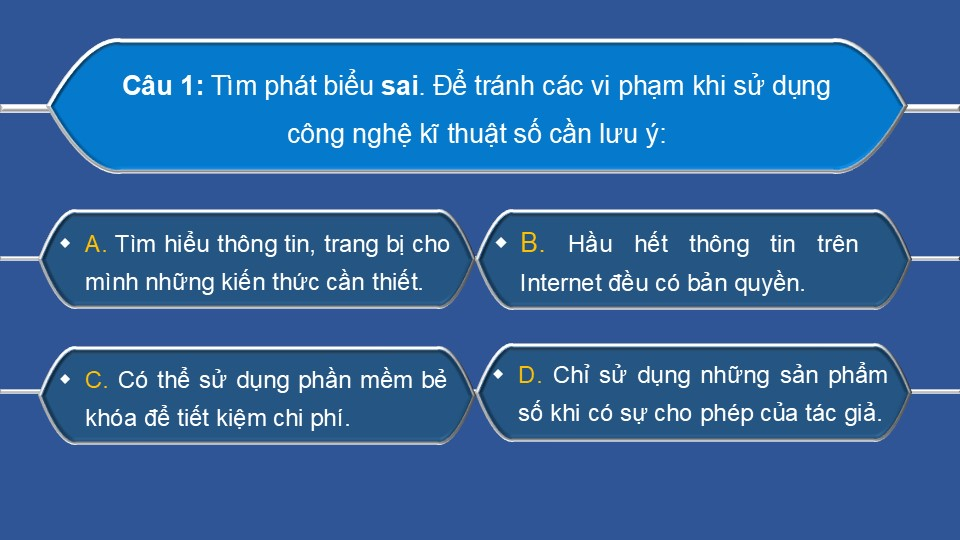 Câu 1: Tìm phát biểu sai. Để tránh các vi phạm khi sử dụng
công nghệ kĩ thuật số cần lưu ý:
A. Tìm hiểu thông tin, trang bị cho
mình những kiến thức cần thiết.
B. Hầu hết thông tin trên
Internet đều có bản quyền.
C. Có thể sử dụng phần mềm bẻ
khóa để tiết kiệm chi phí.
D. Chỉ sử dụng những sản phẩm
số khi có sự cho phép của tác giả.